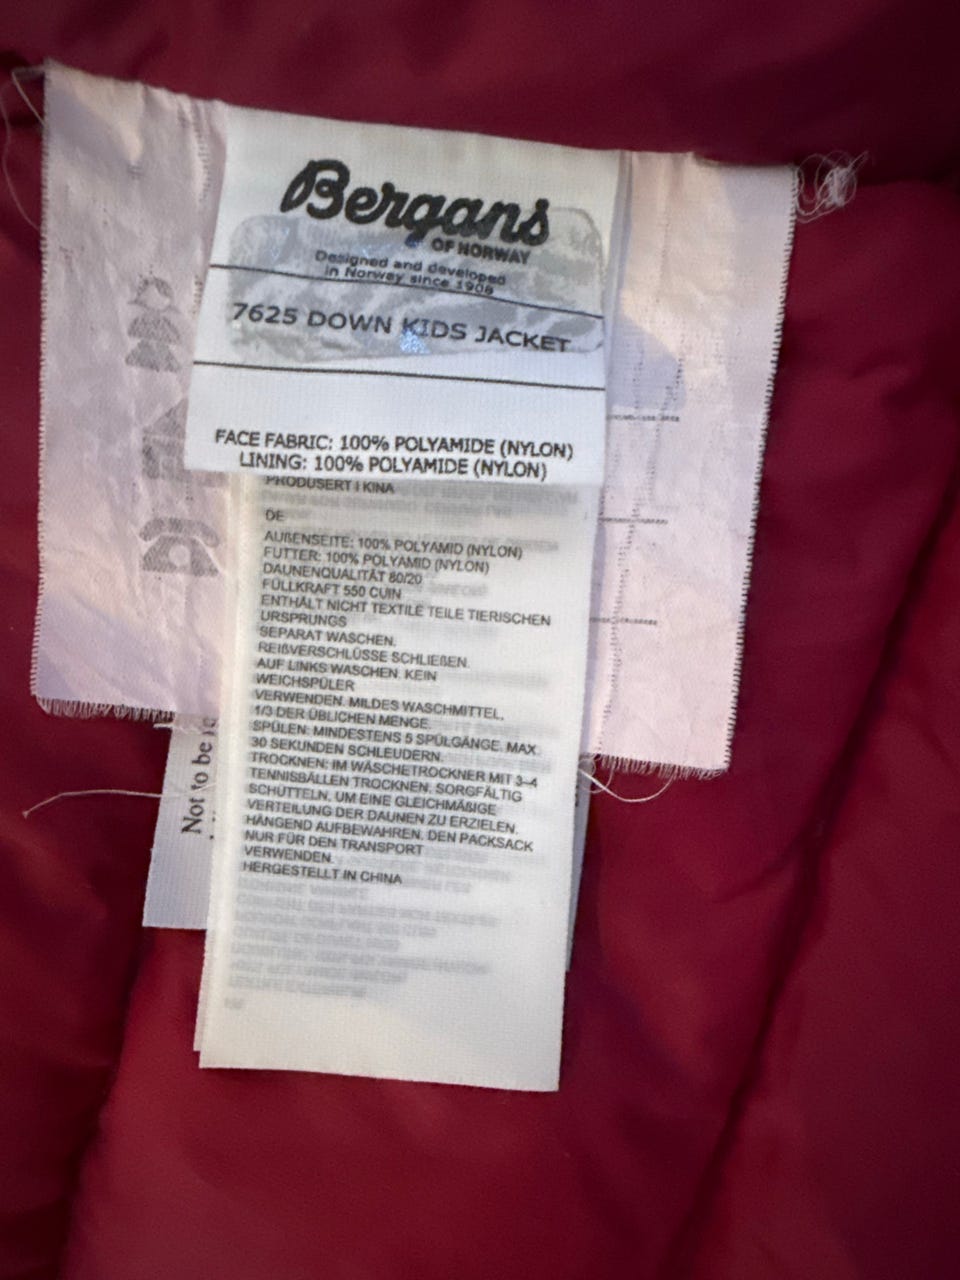 Bergans
OF NORWAY
Designed and developed
in Norway since 1908
7625 DOWN KIDS JACKET
FACE FABRIC: 100% POLYAMIDE (NYLON)
LINING: 100% POLYAMIDE (NYLON)
PRODUSERT I KINA
DE
AUßENSEITE: 100% POLYAMID (NYLON)
FUTTER: 100% POLYAMID (NYLON)
DAUNENQUALITÄT 80/20
FÜLLKRAFT 550 CUIN
ENTHÄLT NICHT TEXTILE TEILE TIERISCHEN
URSPRUNGS
SEPARAT WASCHEN.
REIßVERSCHLÜSSE SCHLIEßEN.
AUF LINKS WASCHEN. KEIN
WEICHSPÜLER
VERWENDEN. MILDES WASCHMITTEL,
1/3 DER ÜBLICHEN MENGE.
SPÜLEN: MINDESTENS 5 SPÜLGÄNGE. MAX.
30 SEKUNDEN SCHLEUDERN.
TROCKNEN: IM WÄSCHETROCKNER MIT 3-4
TENNISBÄLLEN TROCKNEN. SORGFÄLTIG
SCHÜTTELN, UM EINE GLEICHMÄßIGE
VERTEILUNG DER DAUNEN ZU ERZIELEN.
HÄNGEND AUFBEWAHREN. DEN PACKSACK
NUR FÜR DEN TRANSPORT
VERWENDEN.
HERGESTELLT IN CHINA
Not to be